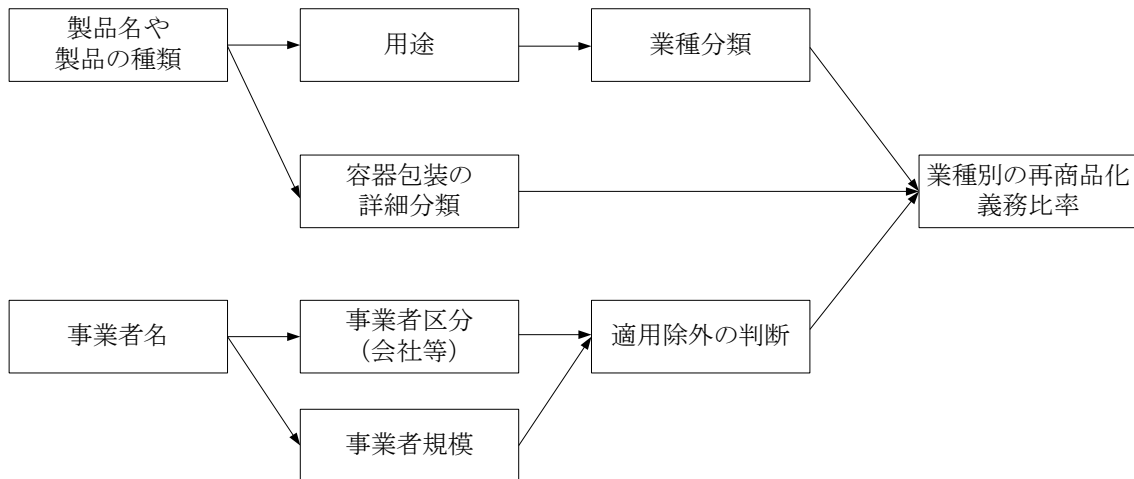 製品名や
製品の種類
用途
業種分類
容器包装の
詳細分類
業種別の再商品化
義務比率
事業者名
事業者区分
（会社等）
適用除外の判断
事業者規模